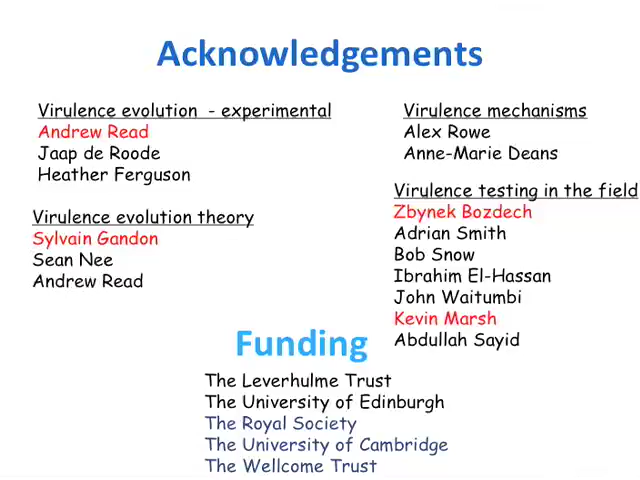 Acknowledgements
Virulence evolution - experimental
Andrew Read
Jaap de Roode
Heather Ferguson
Virulence evolution theory
Sylvain Gandon
Sean Nee
Andrew Read
Virulence mechanisms
Alex Rowe
Anne-Marie Deans
Virulence testing in the field
Zbynek Bozdech
Adrian Smith
Bob Snow
Ibrahim El-Hassan
John Waitumbi
Kevin Marsh
Abdullah Sayid
Funding
The Leverhulme Trust
The University of Edinburgh
The Royal Society
The University of Cambridge
The Wellcome Trust